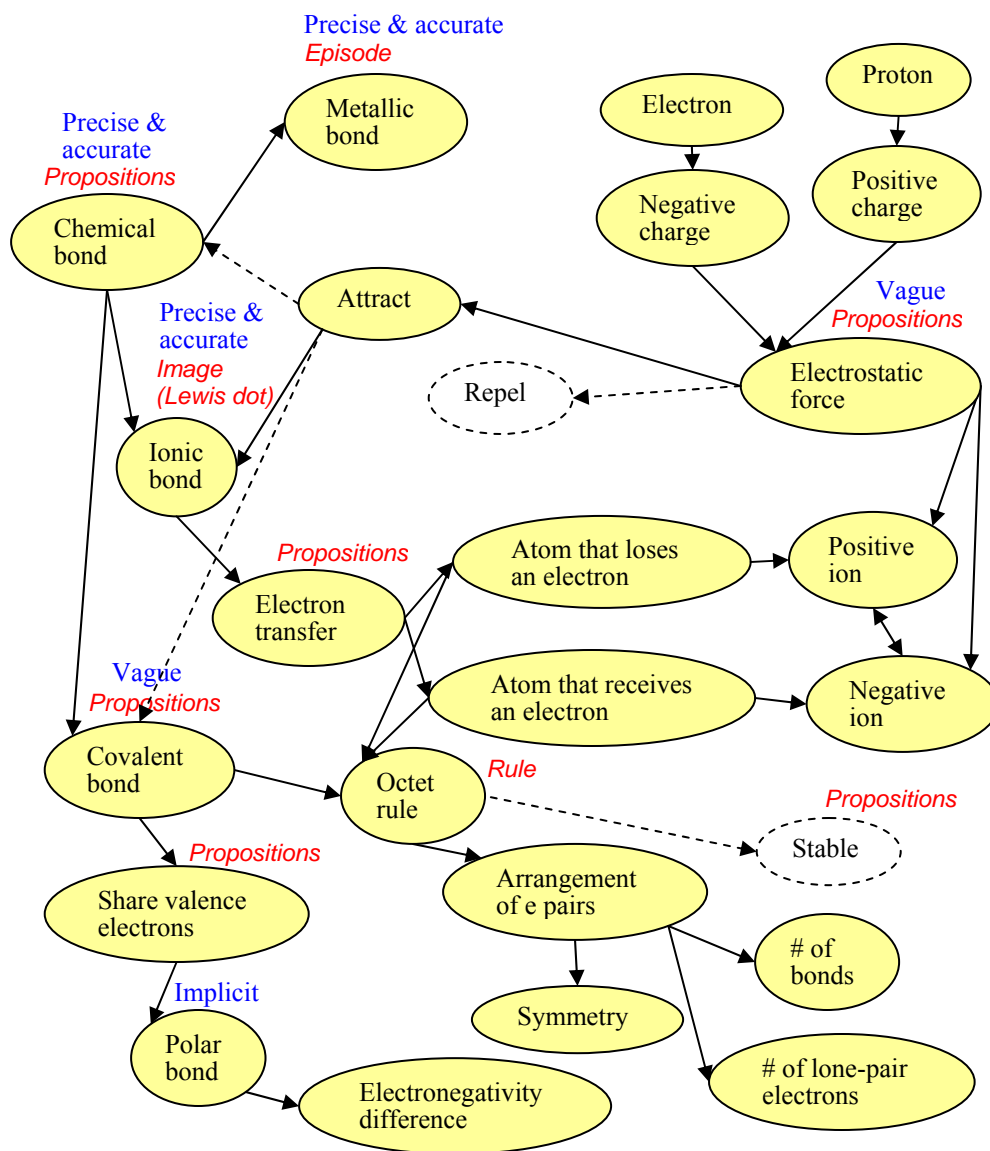 Precise & accurate
Episode
Metallic
bond
Electron
Proton
Precise &
accurate
Propositions
Chemical
bond
Negative
charge
Positive
charge
Attract
Precise &
accurate
Image
(Lewis dot)
Vague
Propositions
Electrostatic
force
Repel
Ionic
bond
Propositions
Electron
transfer
Atom that loses
an electron
Positive
ion
Atom that receives
an electron
Negative
ion
Vague
Propositions
Covalent
bond
Octet
rule
Rule
Propositions
Stable
Propositions
Share valence
electrons
Arrangement
of e pairs
# of
bonds
Implicit
Symmetry
Polar
bond
# of lone-pair
electrons
Electronegativity
difference